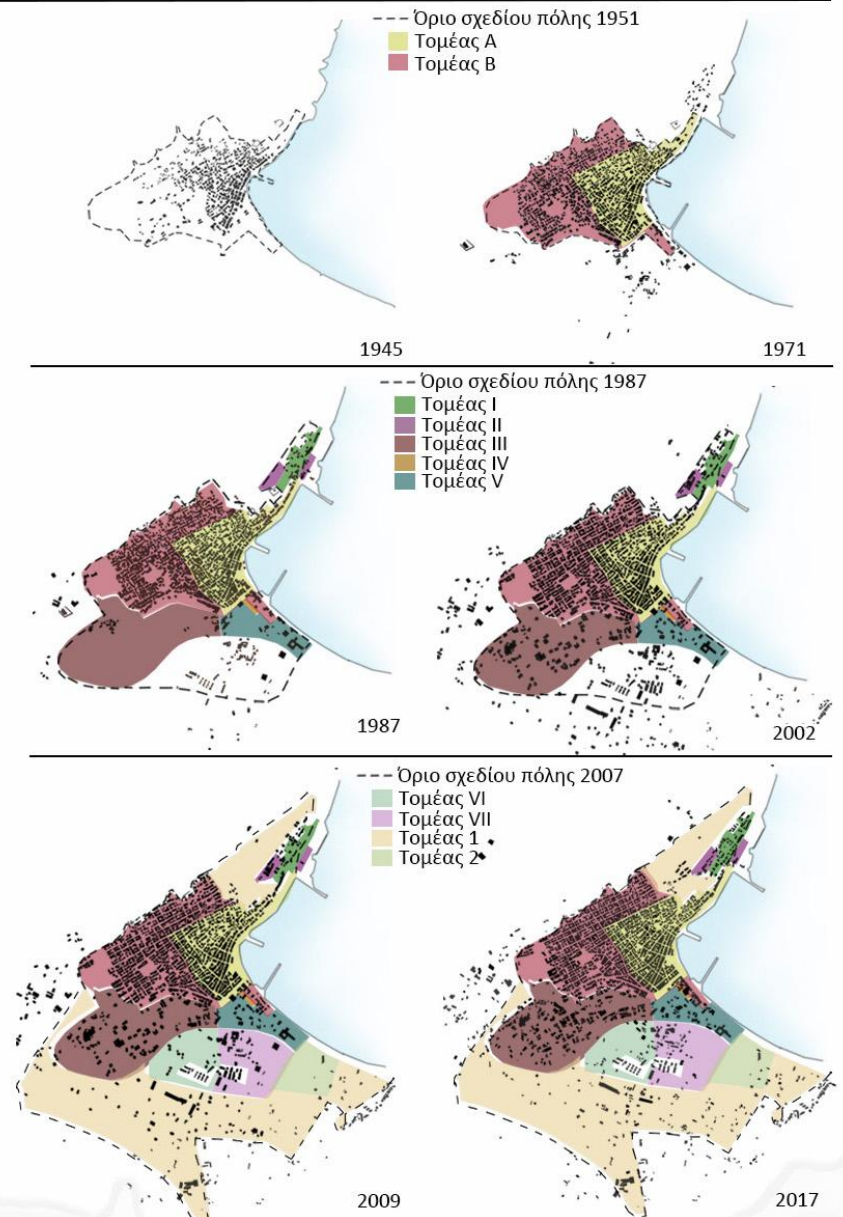 Όριο σχεδίου πόλης 1951
Τομέας Α
Τομέας Β
1945
1971
Όριο σχεδίου πόλης 1987
Τομέας I
Τομέας II
Τομέας III
Τομέας IV
Τομέας V
1987
2002
Όριο σχεδίου πόλης 2007
Τομέας VI
Τομέας VII
Τομέας 1
Τομέας 2
2009
2017